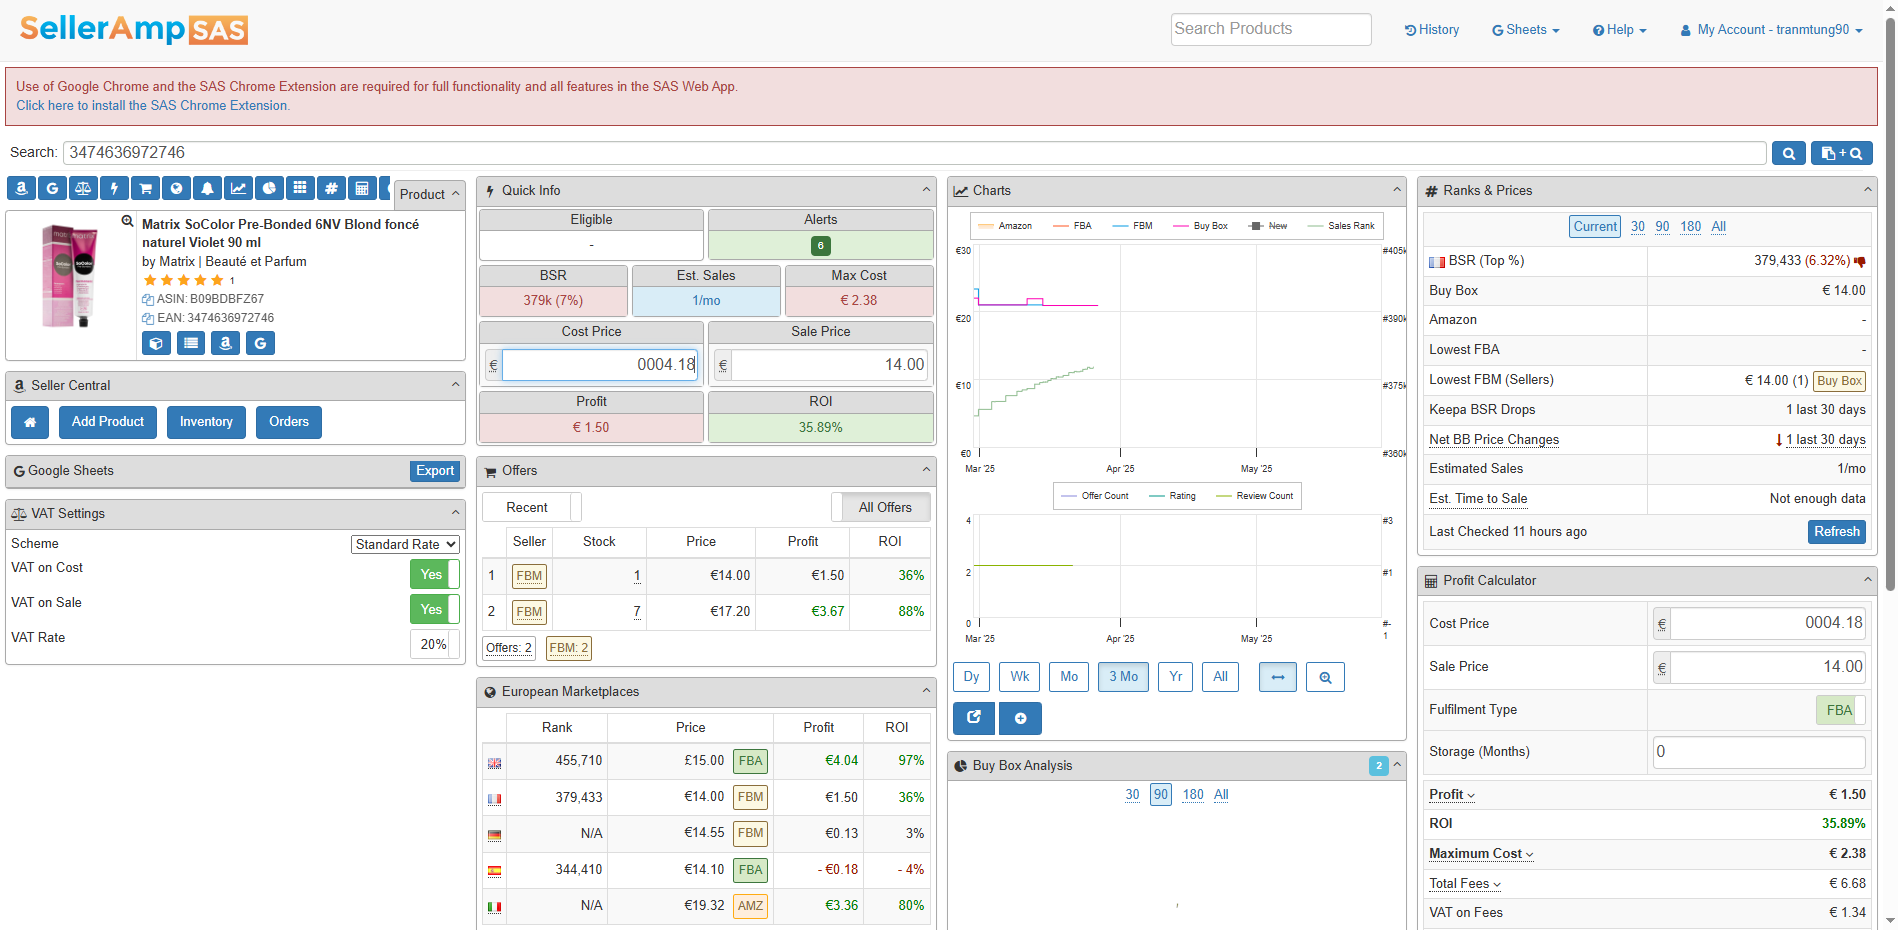 SellerAmp SAS
Search Products
History
Sheets
Help
My Account - tranmtung90
Use of Google Chrome and the SAS Chrome Extension are required for full functionality and all features in the SAS Web App.
Click here to install the SAS Chrome Extension.
Search: 3474636972746
Product
Matrix SoColor Pre-Bonded 6NV Blond foncé
naturel Violet 90 ml
by Matrix | Beauté et Parfum
1
ASIN: B09BDBFZ67
EAN: 3474636972746
Seller Central
Add Product
Inventory
Orders
Google Sheets
Export
VAT Settings
Scheme Standard Rate
VAT on Cost Yes
VAT on Sale Yes
VAT Rate 20%
Quick Info
Eligible Alerts
- 6
BSR Est. Sales Max Cost
379k (7%) 1/mo € 2.38
Cost Price Sale Price
€ 0004.18 € 14.00
Profit ROI
€ 1.50 35.89%
Offers
Recent All Offers
Seller Stock Price Profit ROI
1 FBM 1 €14.00 €1.50 36%
2 FBM 7 €17.20 €3.67 88%
Offers: 2 FBM: 2
European Marketplaces
Rank Price Profit ROI
455,710 £15.00 FBA €4.04 97%
379,433 €14.00 FBM €1.50 36%
N/A €14.55 FBM €0.13 3%
344,410 €14.10 FBA - €0.18 - 4%
N/A €19.32 AMZ €3.36 80%
Charts
Amazon FBA FBM Buy Box New Sales Rank
€30 #405k
€20 #390k
€10 #375k
€0 #360k
Mar '25 Apr '25 May '25
Offer Count Rating Review Count
4 #3
2 #1
0 #-1
Mar '25 Apr '25 May '25
Dy Wk Mo 3 Mo Yr All
Buy Box Analysis 2
30 90 180 All
Ranks & Prices
Current 30 90 180 All
BSR (Top %) 379,433 (6.32%)
Buy Box € 14.00
Amazon -
Lowest FBA -
Lowest FBM (Sellers) € 14.00 (1) Buy Box
Keepa BSR Drops 1 last 30 days
Net BB Price Changes 1 last 30 days
Estimated Sales 1/mo
Est. Time to Sale Not enough data
Last Checked 11 hours ago Refresh
Profit Calculator
Cost Price € 0004.18
Sale Price € 14.00
Fulfilment Type FBA
Storage (Months) 0
Profit € 1.50
ROI 35.89%
Maximum Cost € 2.38
Total Fees € 6.68
VAT on Fees € 1.34